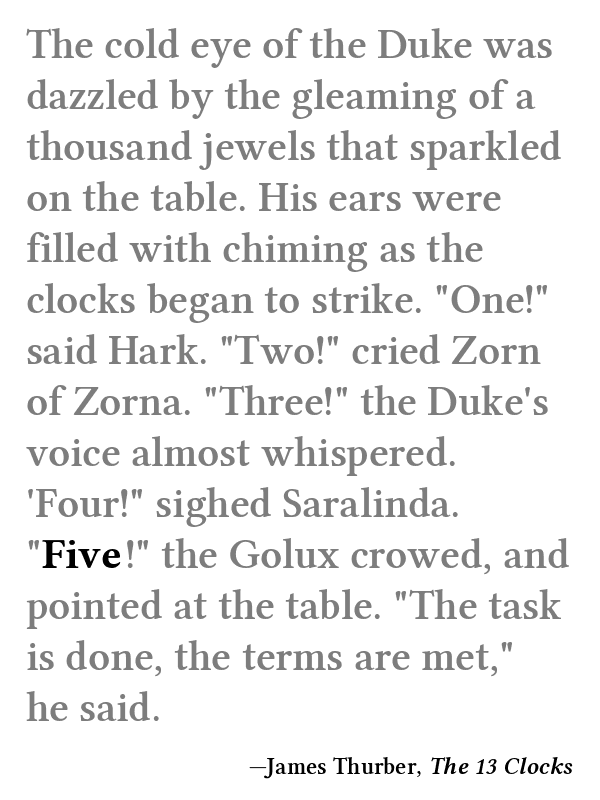 The cold eye of the Duke was
dazzled by the gleaming of a
thousand jewels that sparkled
on the table. His ears were
filled with chiming as the
clocks began to strike. "One!"
said Hark. "Two!" cried Zorn
of Zorna. "Three!" the Duke's
voice almost whispered.
'Four!" sighed Saralinda.
"Five!" the Golux crowed, and
pointed at the table. "The task
is done, the terms are met,"
he said.
—James Thurber, The 13 Clocks